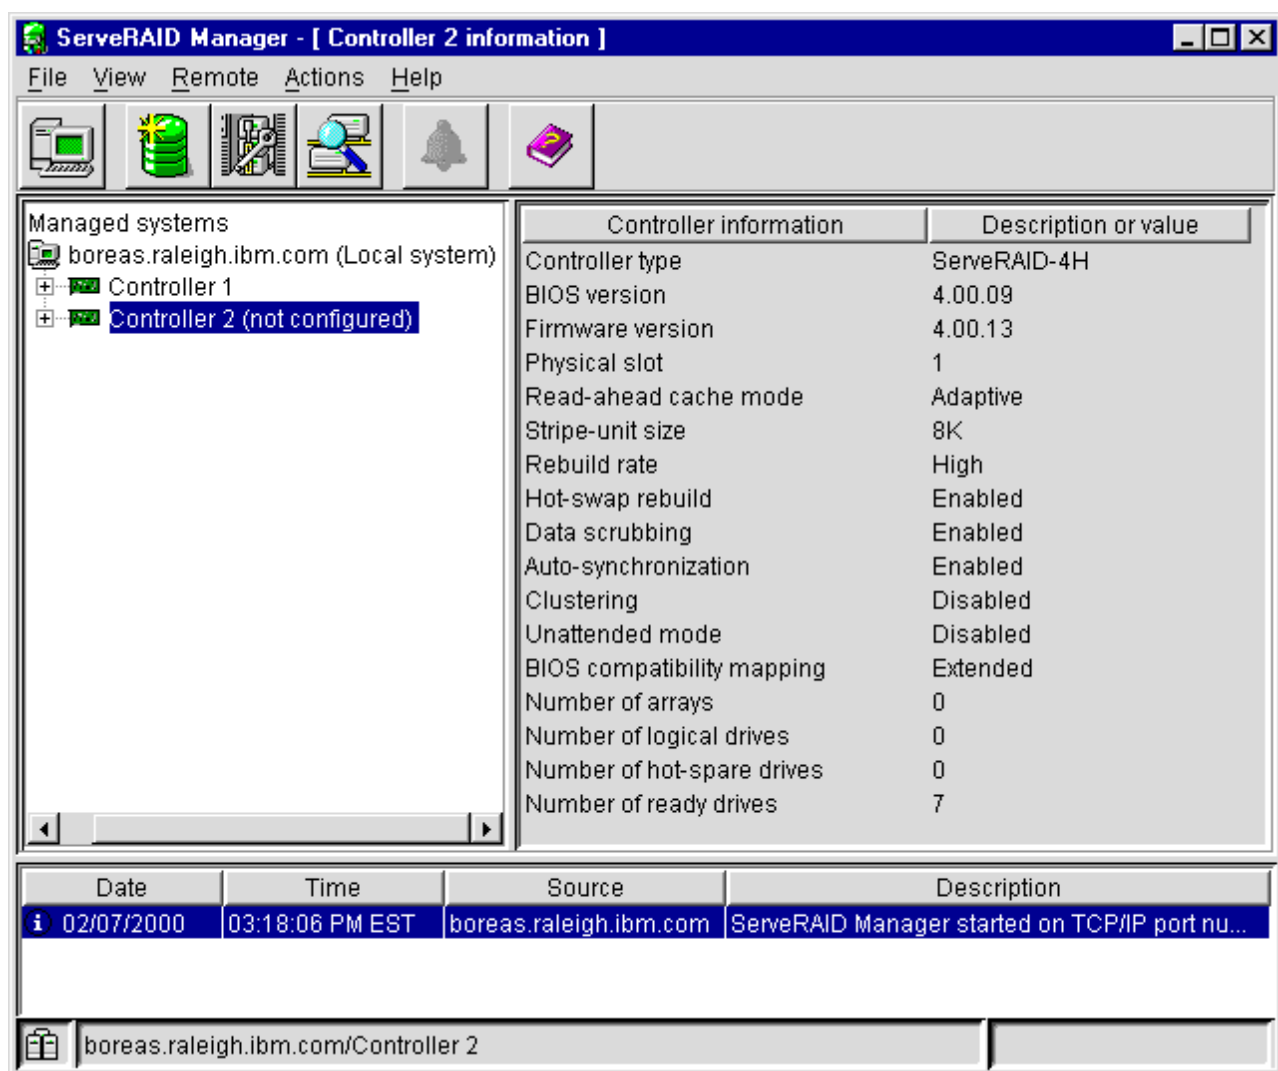 ServeRAID Manager - [ Controller 2 information ]
File View Remote Actions Help
Managed systems
boreas.raleigh.ibm.com (Local system)
Controller 1
Controller 2 (not configured)
Controller information Description or value
Controller type ServeRAID-4H
BIOS version 4.00.09
Firmware version 4.00.13
Physical slot 1
Read-ahead cache mode Adaptive
Stripe-unit size 8K
Rebuild rate High
Hot-swap rebuild Enabled
Data scrubbing Enabled
Auto-synchronization Enabled
Clustering Disabled
Unattended mode Disabled
BIOS compatibility mapping Extended
Number of arrays 0
Number of logical drives 0
Number of hot-spare drives 0
Number of ready drives 7
Date Time Source Description
02/07/2000 03:18:06 PM EST boreas.raleigh.ibm.com ServeRAID Manager started on TCP/IP port nu...
boreas.raleigh.ibm.com/Controller 2